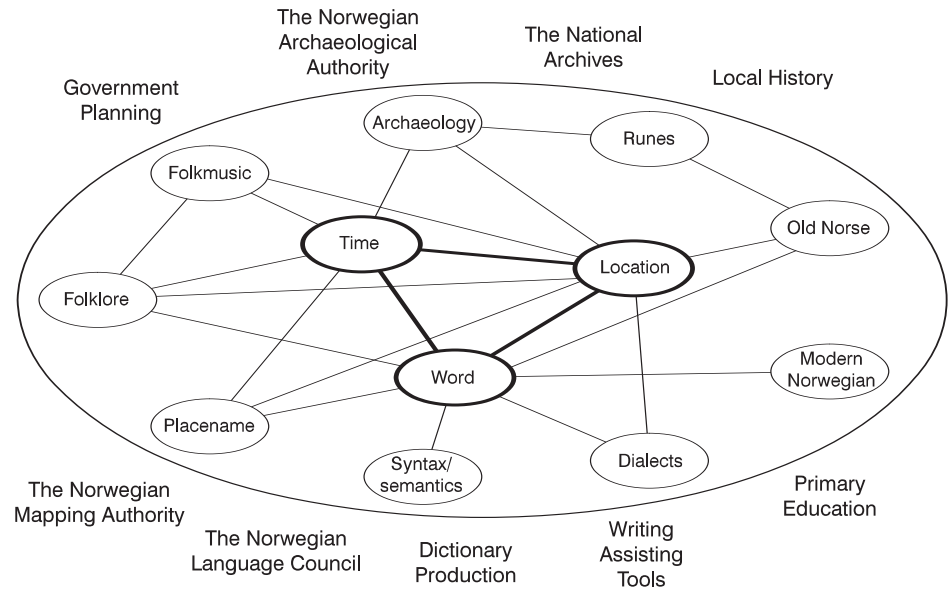 The Norwegian
Archaeological
Authority
The National
Archives
Local History
Government
Planning
Archaeology
Runes
Folkmusic
Time
Old Norse
Location
Folklore
Word
Modern
Norwegian
Placename
Syntax/
semantics
Dialects
The Norwegian
Mapping Authority
Primary
Education
The Norwegian
Language Council
Dictionary
Production
Writing
Assisting
Tools